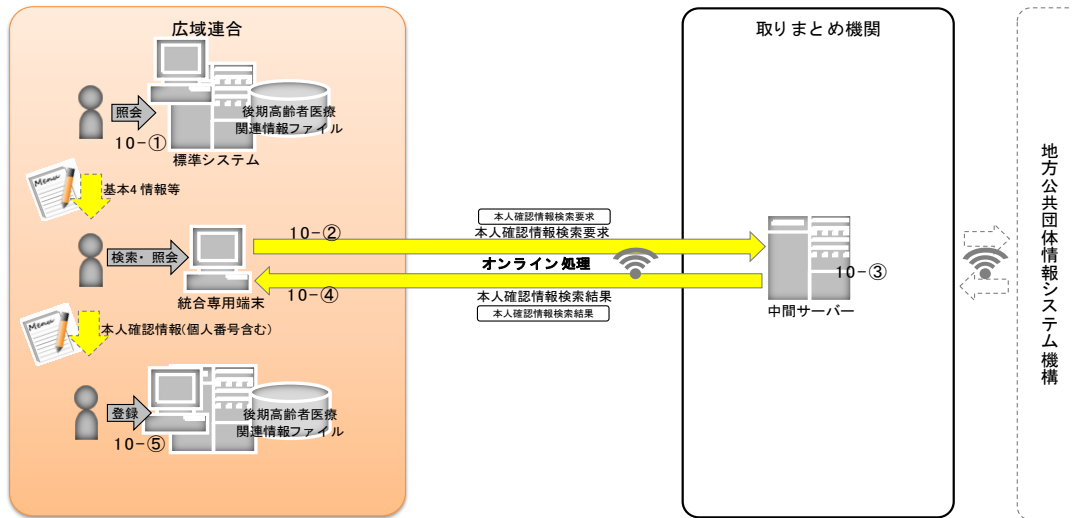 広域連合
取りまとめ機関
照会
10-①
後期高齢者医療
関連情報ファイル
標準システム
Menu
基本4 情報等
検索・ 照会
統合専用端末
10-②
本人確認情報検索要求
本人確認情報検索要求
オンライン 処理
10-④
本人確認情報検索結果
本人確認情報検索結果
10-③
中間サーバー
Menu
本人確認情報(個人番号含む)
登録
10-⑤
後期高齢者医療
関連情報ファイル
地方公共団体情報システム機構